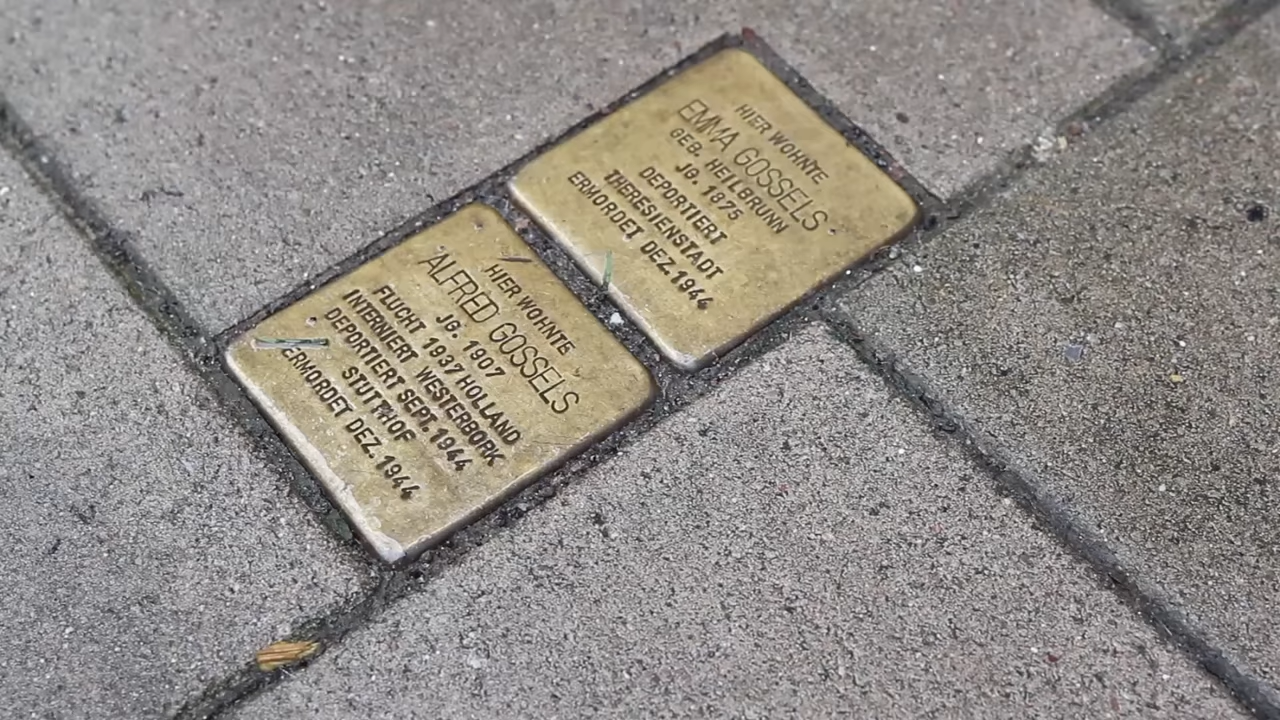 HIER WOHNTE
EMMA GOSSELS
GEB. HEILBRUNN
JG. 1875
DEPORTIERT
THERESIENSTADT
ERMORDET DEZ. 1944
HIER WOHNTE
ALFRED GOSSELS
JG. 1907
FLUCHT 1937 HOLLAND
INTERNIERT WESTERBORK
DEPORTIERT SEPT. 1944
STUTTHOF
ERMORDET DEZ. 1944